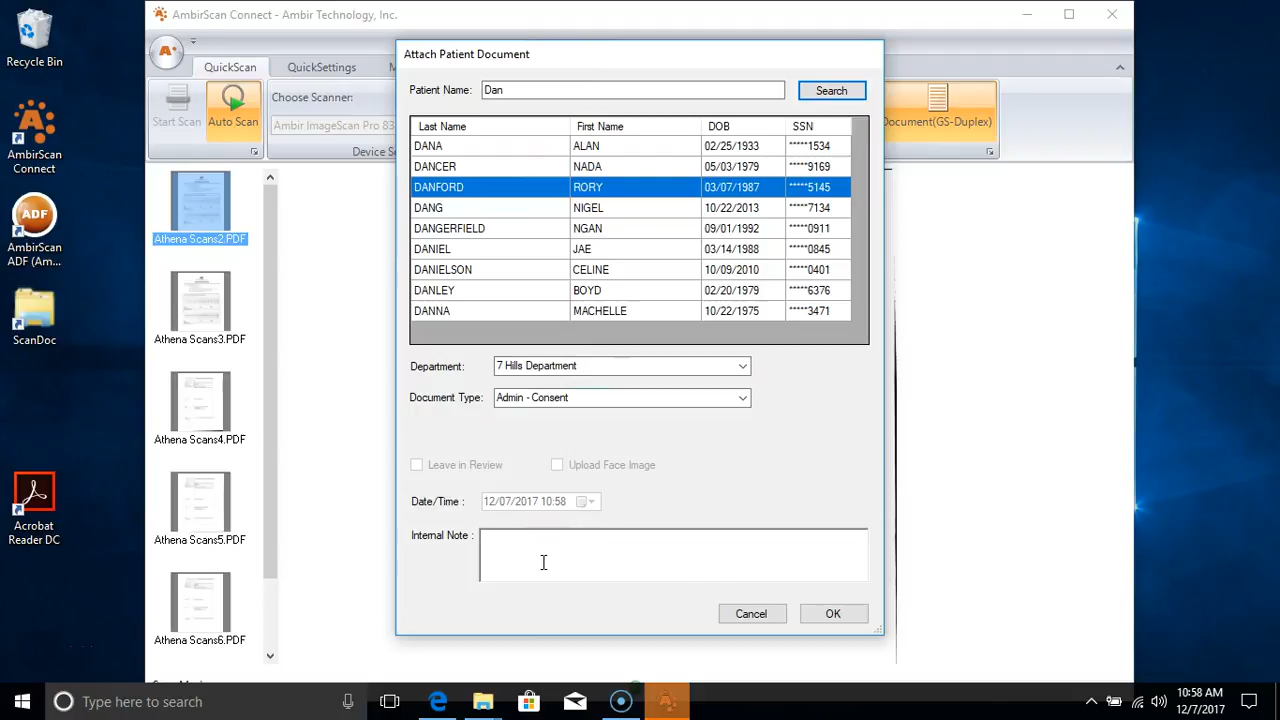 AmbirScan Connect - Ambir Technology, Inc.
Recycle Bin
AmbirScan
Connect
ADF
AmbirScan
ADF (Am...
ScanDoc
Acrobat
Reader DC
QuickScan
QuickSettings
Start Scan
Auto Scan
Choose Scanner:
Ambir ImageScan Pro 83
Document(GS-Duplex)
Athena Scans2.PDF
Athena Scans3.PDF
Athena Scans4.PDF
Athena Scans5.PDF
Athena Scans6.PDF
Attach Patient Document
Patient Name: Dan Search
Last Name First Name DOB SSN
DANA ALAN 02/25/1933 *****1534
DANCER NADA 05/03/1979 *****9169
DANFORD RORY 03/07/1987 *****5145
DANG NIGEL 10/22/2013 *****7134
DANGERFIELD NGAN 09/01/1992 *****0911
DANIEL JAE 03/14/1988 *****0845
DANIELSON CELINE 10/09/2010 *****0401
DANLEY BOYD 02/20/1979 *****6376
DANNA MACHELLE 10/22/1975 *****3471
Department: 7 Hills Department
Document Type: Admin - Consent
Leave in Review Upload Face Image
Date/Time : 12/07/2017 10:58
Internal Note :
Cancel OK
Type here to search
10:58 AM
12/7/2017